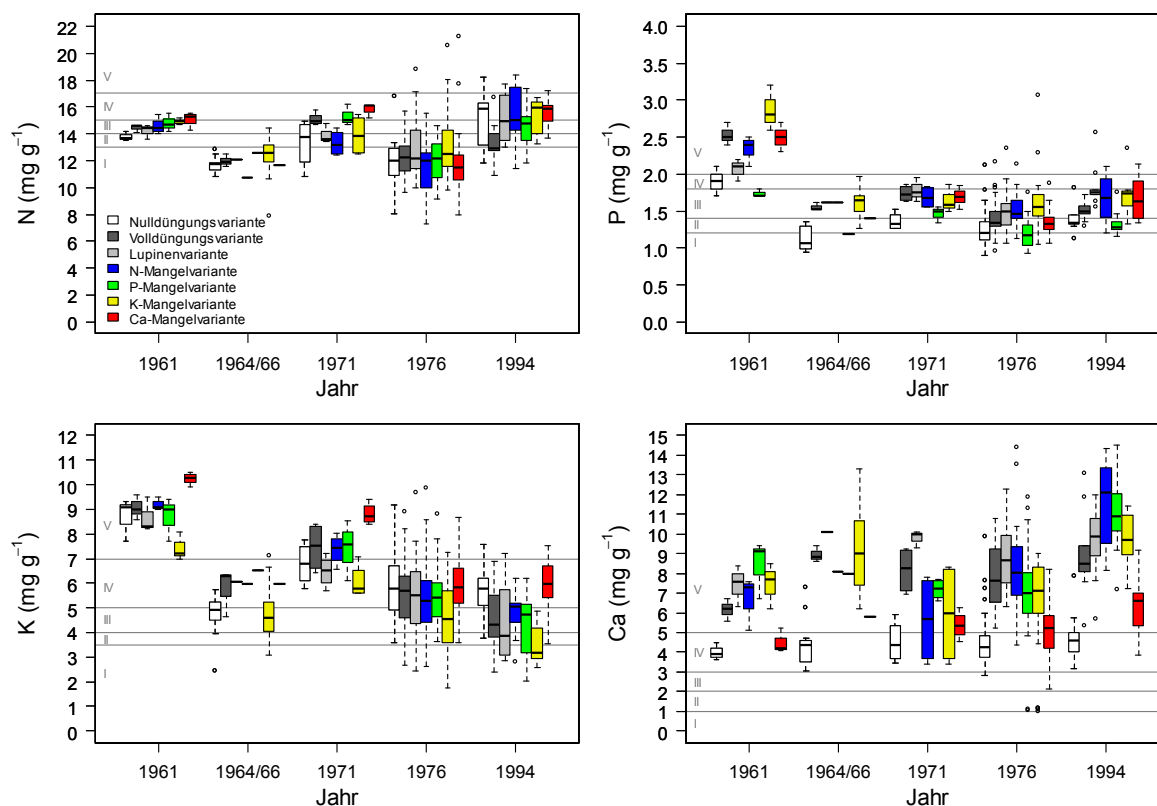 22
20
18
16
14
12
10
8
6
4
2
0
N (mg g⁻¹)
V
IV
III
II
I
Nulldüngungsvariante
Volldüngungsvariante
Lupinenvariante
N-Mangelvariante
P-Mangelvariante
K-Mangelvariante
Ca-Mangelvariante
1961 1964/66 1971 1976 1994
Jahr
4.0
3.5
3.0
2.5
2.0
1.5
1.0
0.5
0.0
P (mg g⁻¹)
V
IV
III
II
I
1961 1964/66 1971 1976 1994
Jahr
12
11
10
9
8
7
6
5
4
3
2
1
0
K (mg g⁻¹)
V
IV
III
II
I
1961 1964/66 1971 1976 1994
Jahr
15
14
13
12
11
10
9
8
7
6
5
4
3
2
1
0
Ca (mg g⁻¹)
V
IV
III
II
I
1961 1964/66 1971 1976 1994
Jahr